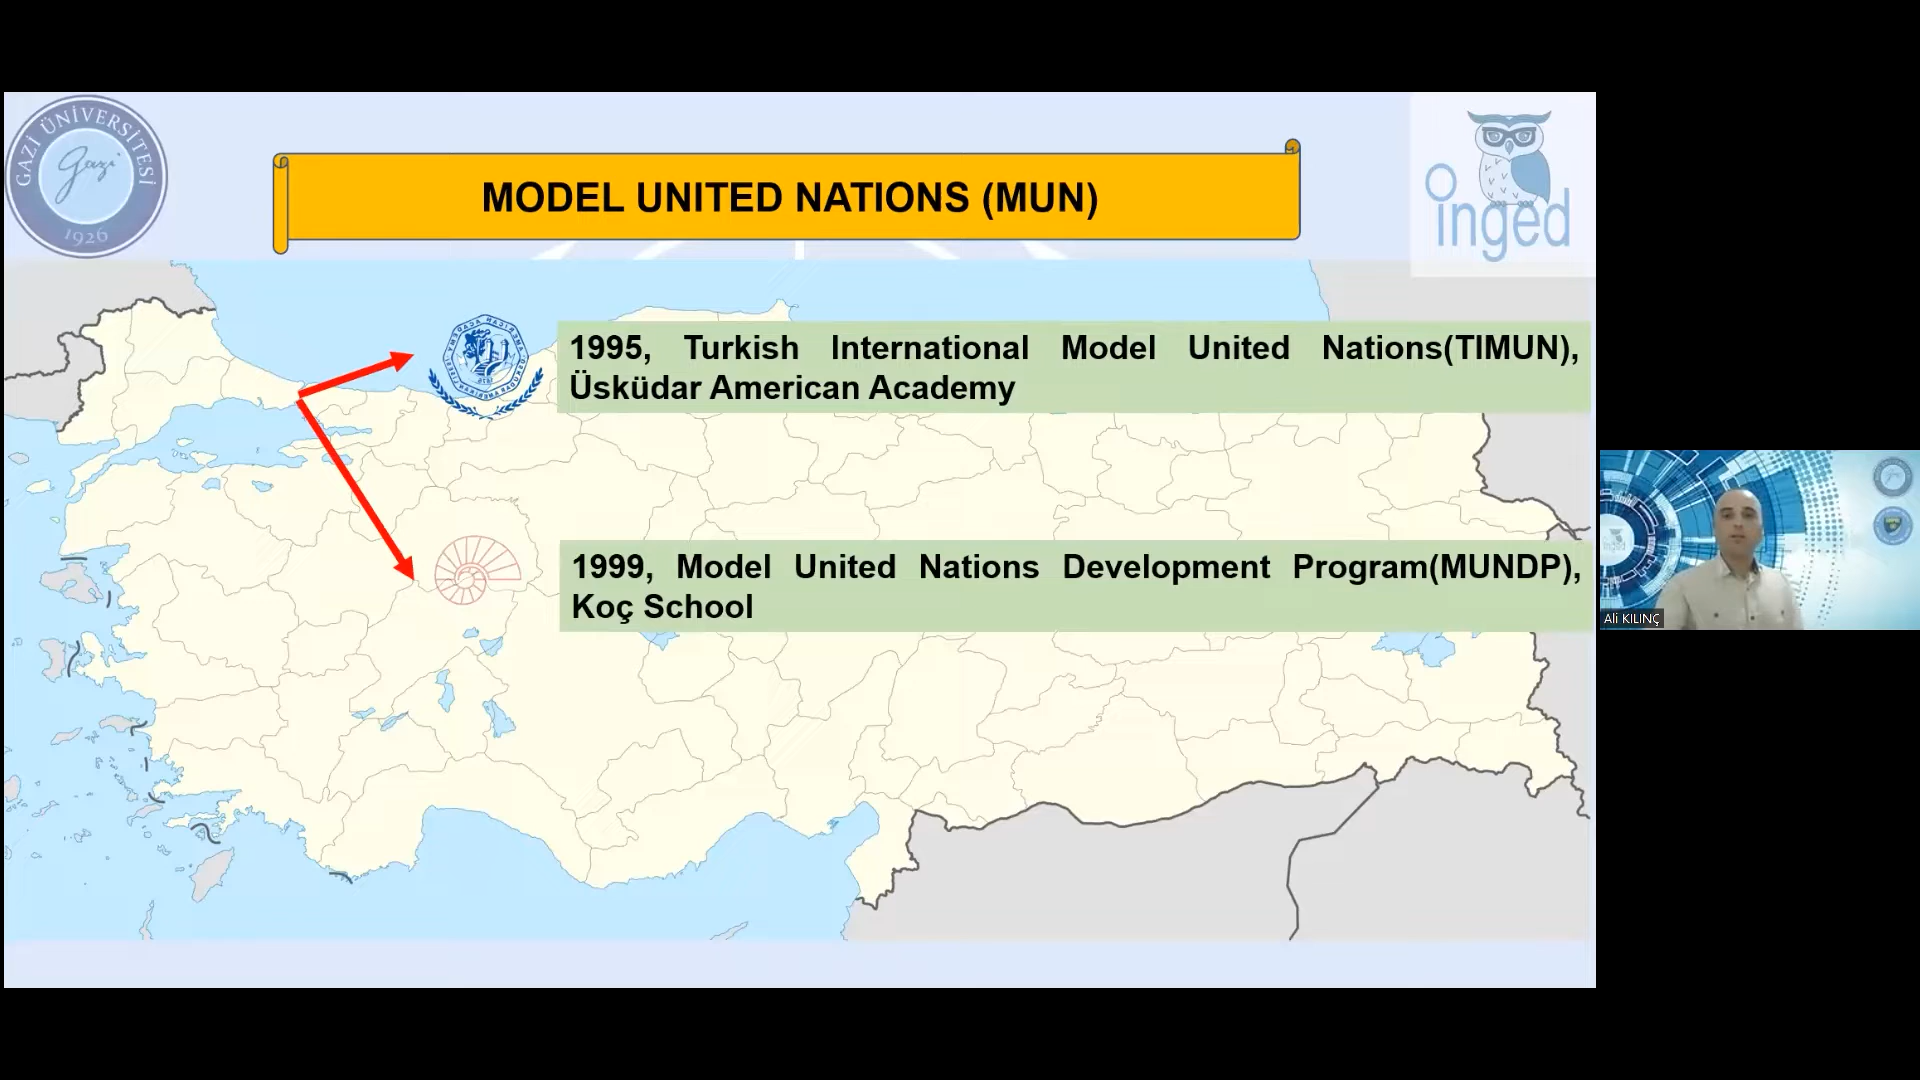 GAZİ ÜNİVERSİTESİ
Gazi
1926
MODEL UNITED NATIONS (MUN)
inged
1995, Turkish International Model United Nations(TIMUN),
Üsküdar American Academy
1999, Model United Nations Development Program(MUNDP),
Koç School
Ali KILINÇ